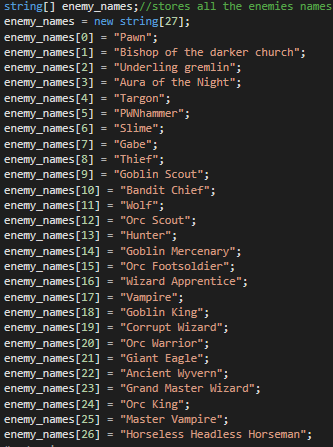 string[] enemy_names;//stores all the enemies names
enemy_names = new string[27];
enemy_names[0] = "Pawn";
enemy_names[1] = "Bishop of the darker church";
enemy_names[2] = "Underling gremlin";
enemy_names[3] = "Aura of the Night";
enemy_names[4] = "Targon";
enemy_names[5] = "PWNhammer";
enemy_names[6] = "Slime";
enemy_names[7] = "Gabe";
enemy_names[8] = "Thief";
enemy_names[9] = "Goblin Scout";
enemy_names[10] = "Bandit Chief";
enemy_names[11] = "Wolf";
enemy_names[12] = "Orc Scout";
enemy_names[13] = "Hunter";
enemy_names[14] = "Goblin Mercenary";
enemy_names[15] = "Orc Footsoldier";
enemy_names[16] = "Wizard Apprentice";
enemy_names[17] = "Vampire";
enemy_names[18] = "Goblin King";
enemy_names[19] = "Corrupt Wizard";
enemy_names[20] = "Orc Warrior";
enemy_names[21] = "Giant Eagle";
enemy_names[22] = "Ancient Wyvern";
enemy_names[23] = "Grand Master Wizard";
enemy_names[24] = "Orc King";
enemy_names[25] = "Master Vampire";
enemy_names[26] = "Horseless Headless Horseman";